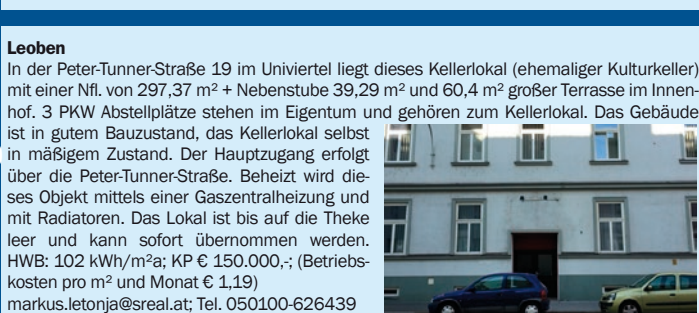 Leoben
In der Peter-Tunner-Straße 19 im Univiertel liegt dieses Kellerlokal (ehemaliger Kulturkeller)
mit einer Nfl. von 297,37 m² + Nebenstube 39,29 m² und 60,4 m² großer Terrasse im Innen-
hof. 3 PKW Abstellplätze stehen im Eigentum und gehören zum Kellerlokal. Das Gebäude
ist in gutem Bauzustand, das Kellerlokal selbst
in mäßigem Zustand. Der Hauptzugang erfolgt
über die Peter-Tunner-Straße. Beheizt wird die-
ses Objekt mittels einer Gaszentralheizung und
mit Radiatoren. Das Lokal ist bis auf die Theke
leer und kann sofort übernommen werden.
HWB: 102 kWh/m²a; KP € 150.000,-; (Betriebs-
kosten pro m² und Monat € 1,19)
markus.letonja@sreal.at; Tel. 050100-626439